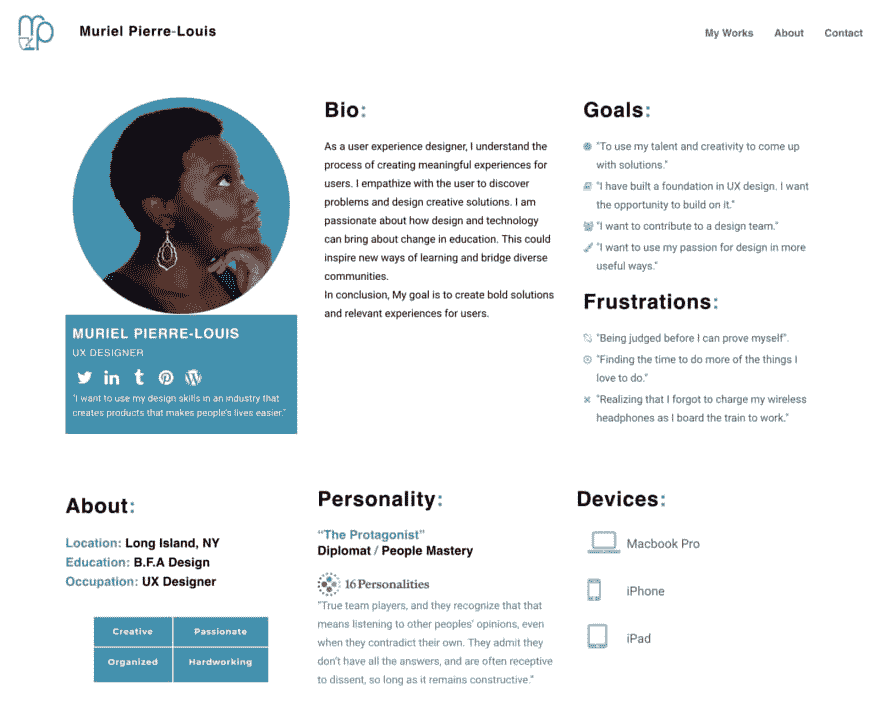 Muriel Pierre-Louis
My Works About Contact
MURIEL PIERRE-LOUIS
UX DESIGNER
"I want to use my design skills in an industry that
creates products that makes people's lives easier."
Bio:
As a user experience designer, I understand the
process of creating meaningful experiences for
users. I empathize with the user to discover
problems and design creative solutions. I am
passionate about how design and technology
can bring about change in education. This could
inspire new ways of learning and bridge diverse
communities.
In conclusion, My goal is to create bold solutions
and relevant experiences for users.
Goals:
"To use my talent and creativity to come up
with solutions."
"I have built a foundation in UX design. I want
the opportunity to build on it."
"I want to contribute to a design team."
"I want to use my passion for design in more
useful ways."
Frustrations:
"Being judged before I can prove myself".
"Finding the time to do more of the things I
love to do."
"Realizing that I forgot to charge my wireless
headphones as I board the train to work."
About:
Location: Long Island, NY
Education: B.F.A Design
Occupation: UX Designer
Creative Passionate
Organized Hardworking
Personality:
“The Protagonist”
Diplomat / People Mastery
16Personalities
"True team players, and they recognize that that
means listening to other peoples' opinions, even
when they contradict their own. They admit they
don't have all the answers, and are often receptive
to dissent, so long as it remains constructive."
Devices:
Macbook Pro
iPhone
iPad